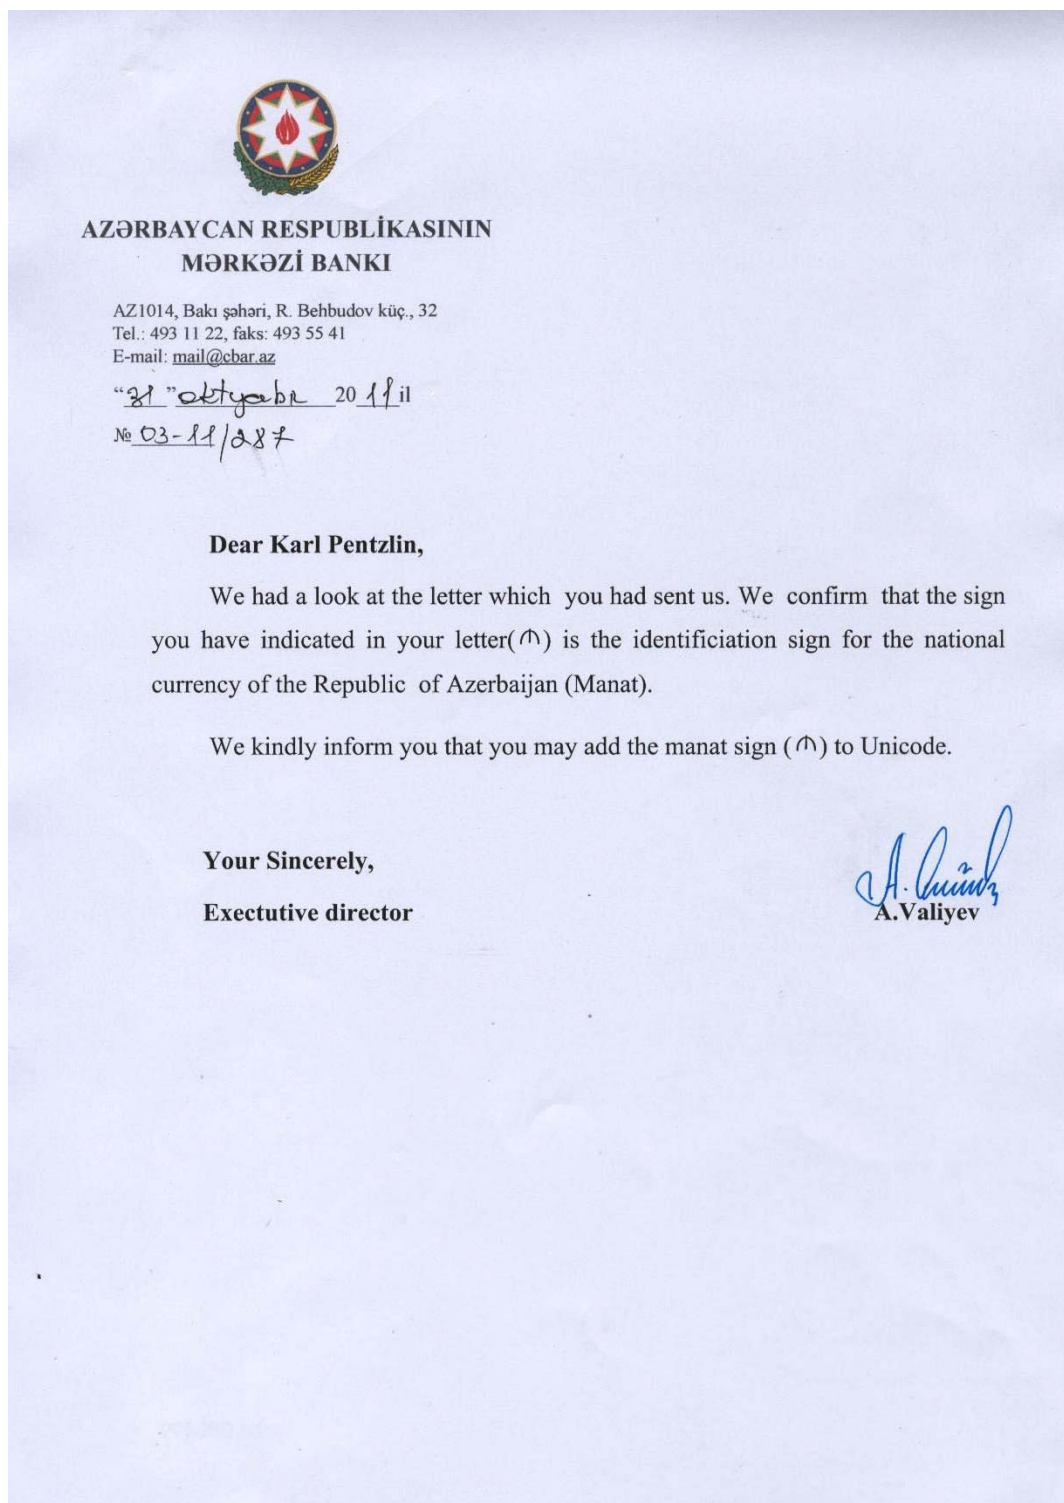 AZƏRBAYCAN RESPUBLİKASININ
MƏRKƏZİ BANKI
AZ1014, Bakı şəhəri, R. Behbudov küç., 32
Tel.: 493 11 22, faks: 493 55 41
E-mail: mail@cbar.az
“31” oktyabr 2011 il
№ 03-11/287
Dear Karl Pentzlin,
We had a look at the letter which you had sent us. We confirm that the sign
you have indicated in your letter(₼) is the identificiation sign for the national
currency of the Republic of Azerbaijan (Manat).
We kindly inform you that you may add the manat sign (₼) to Unicode.
Your Sincerely,
Exectutive director
A.Valiyev